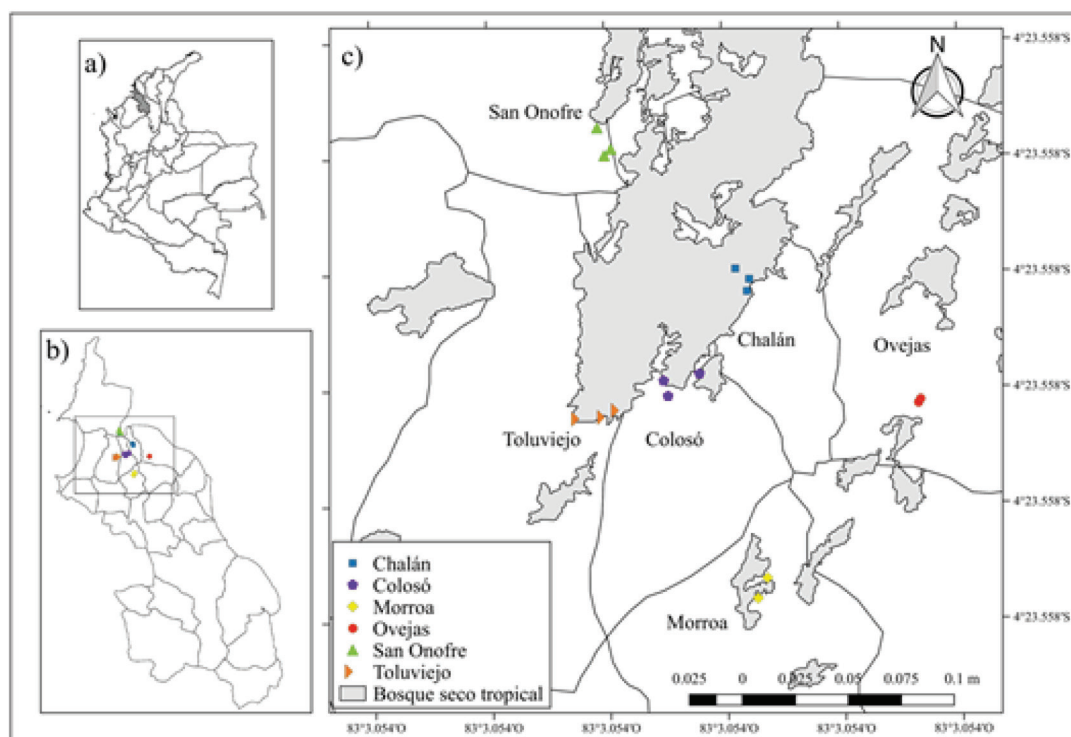 a)
b)
c)
N
San Onofre
Chalán
Ovejas
Toluviejo
Colosó
Morroa
Chalán
Colosó
Morroa
Ovejas
San Onofre
Toluviejo
Bosque seco tropical
0.025 0 0.025 0.05 0.075 0.1 m
4°23.558'S
4°23.558'S
4°23.558'S
4°23.558'S
4°23.558'S
4°23.558'S
83°3.054'O 83°3.054'O 83°3.054'O 83°3.054'O 83°3.054'O 83°3.054'O